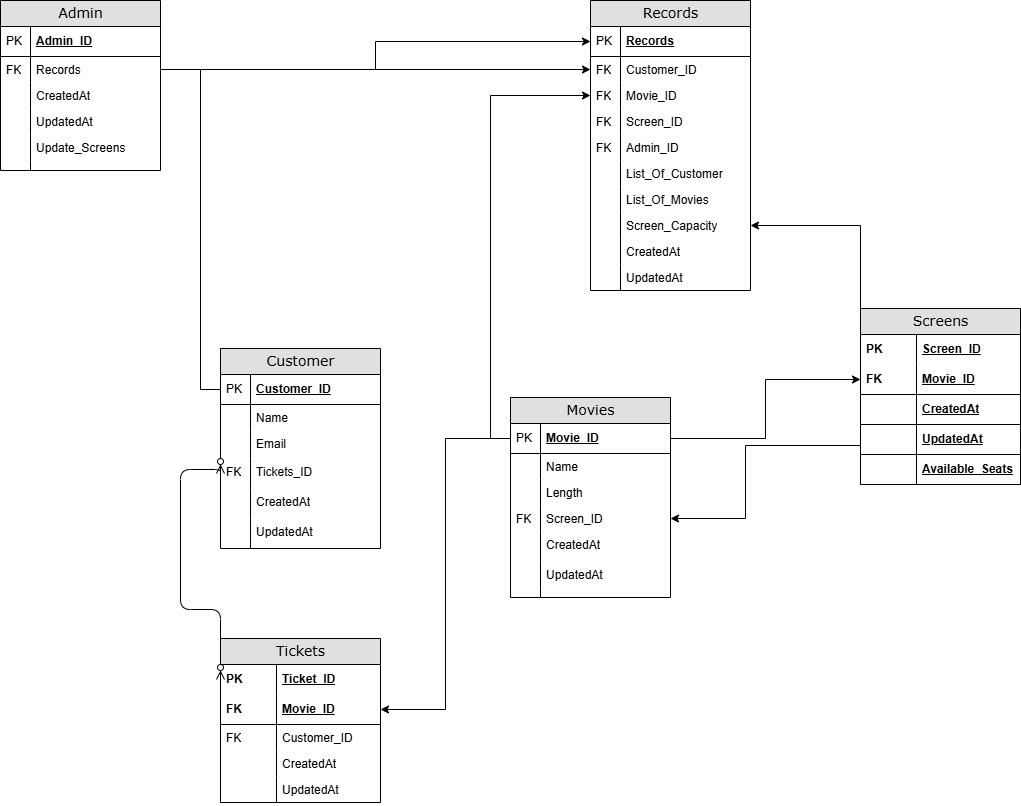 Admin
PK Admin_ID
FK Records
CreatedAt
UpdatedAt
Update_Screens
Records
PK Records
FK Customer_ID
FK Movie_ID
FK Screen_ID
FK Admin_ID
List_Of_Customer
List_Of_Movies
Screen_Capacity
CreatedAt
UpdatedAt
Screens
PK Screen_ID
FK Movie_ID
CreatedAt
UpdatedAt
Available_Seats
Customer
PK Customer_ID
Name
Email
FK Tickets_ID
CreatedAt
UpdatedAt
Movies
PK Movie_ID
Name
Length
FK Screen_ID
CreatedAt
UpdatedAt
Tickets
PK Ticket_ID
FK Movie_ID
FK Customer_ID
CreatedAt
UpdatedAt